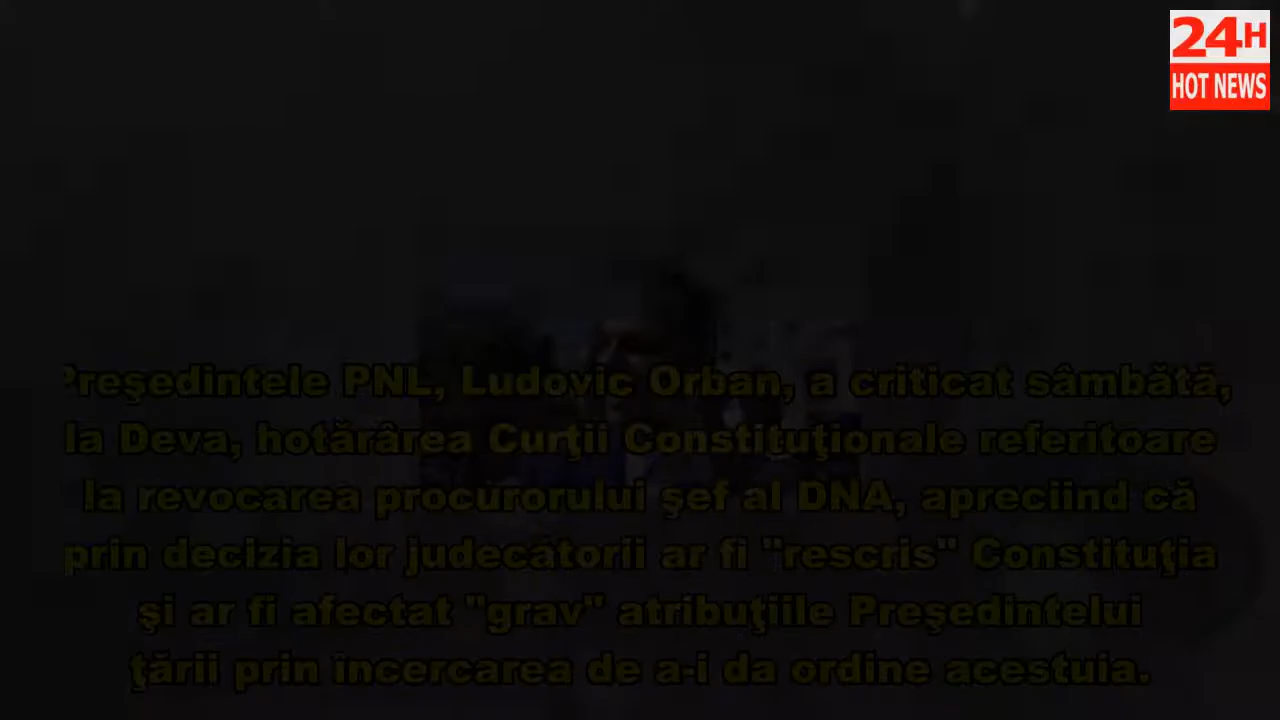 24H
HOT NEWS
Preşedintele PNL, Ludovic Orban, a criticat sâmbătă,
la Deva, hotărârea Curţii Constituţionale referitoare
la revocarea procurorului şef al DNA, apreciind că
prin decizia lor judecătorii ar fi "rescris" Constituţia
şi ar fi afectat "grav" atribuţiile Preşedintelui
ţării prin încercarea de a-i da ordine acestuia.